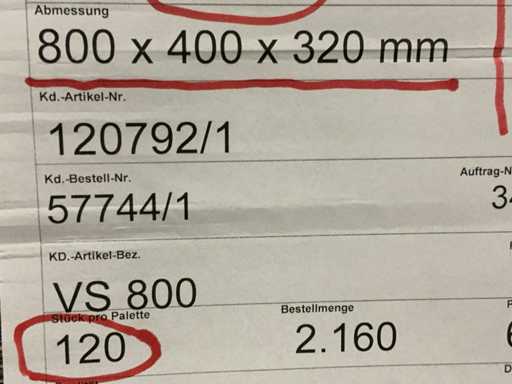 Abmessung
800 x 400 x 320 mm
Kd.-Artikel-Nr.
120792/1
Kd.-Bestell-Nr. Auftrag-N
57744/1 34
KD.-Artikel-Bez.
VS 800
Stück pro Palette Bestellmenge
120 2.160